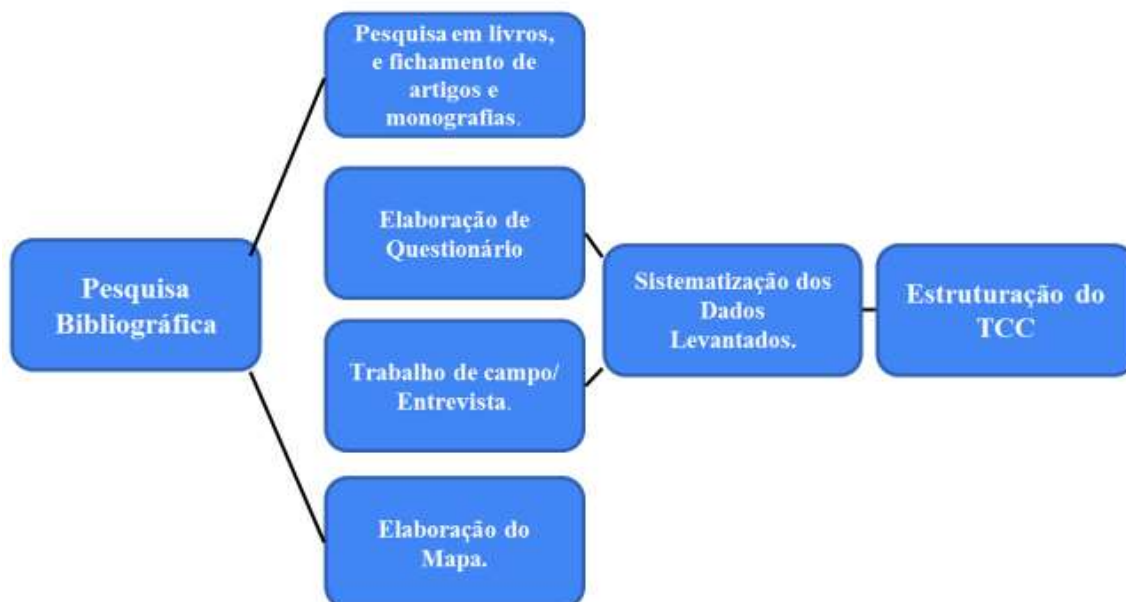 Pesquisa em livros,
e fichamento de
artigos e
monografias.
Elaboração de
Questionário
Pesquisa
Bibliográfica
Sistematização dos
Dados
Levantados.
Estruturação do
TCC
Trabalho de campo/
Entrevista.
Elaboração do
Mapa.